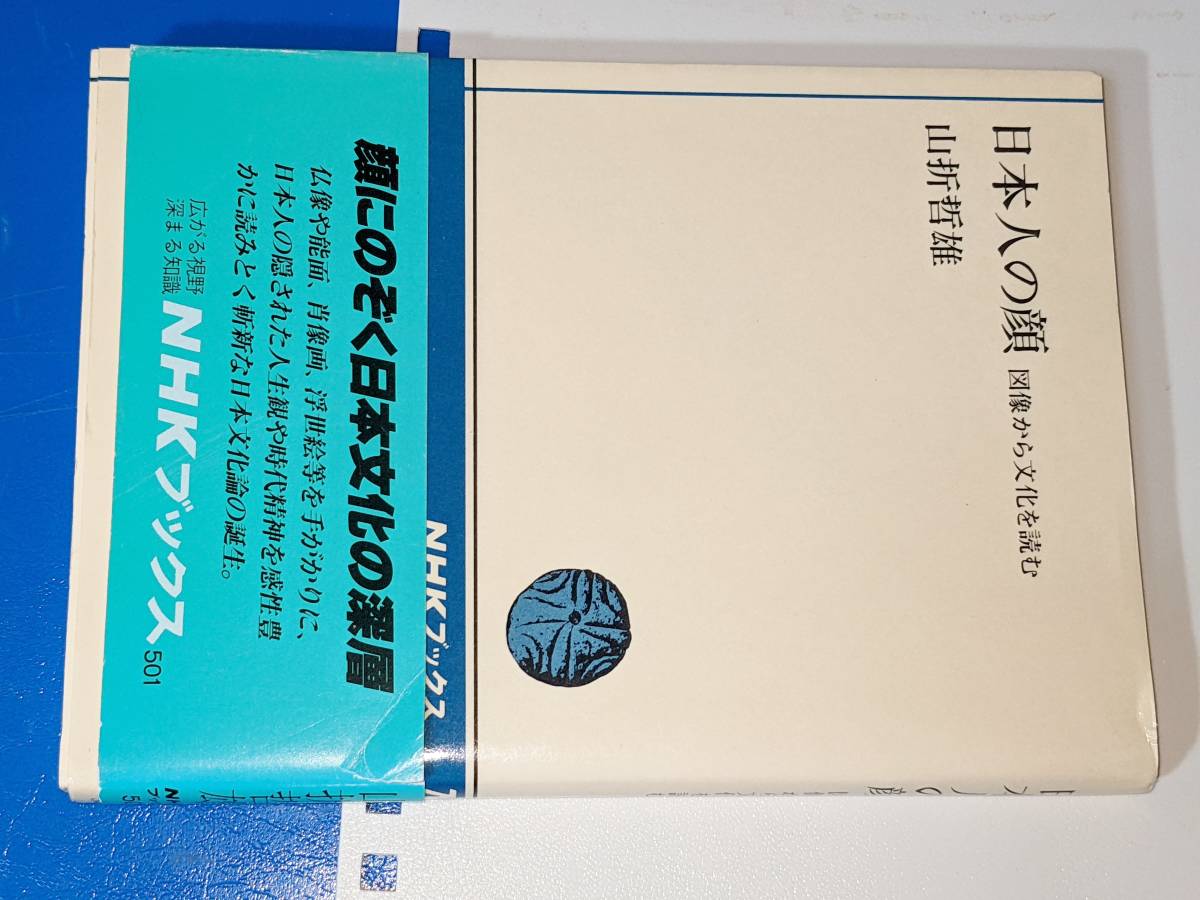 日本人の顔 図像から文化を読む
山折哲雄
NHKブックス
顔にのぞく日本文化の深層
仏像や能面、肖像画、浮世絵等を手がかりに、
日本人の隠された人生観や時代精神を感性豊
かに読みとく斬新な日本文化論の誕生。
広がる視野
深まる知識
NHKブックス 501